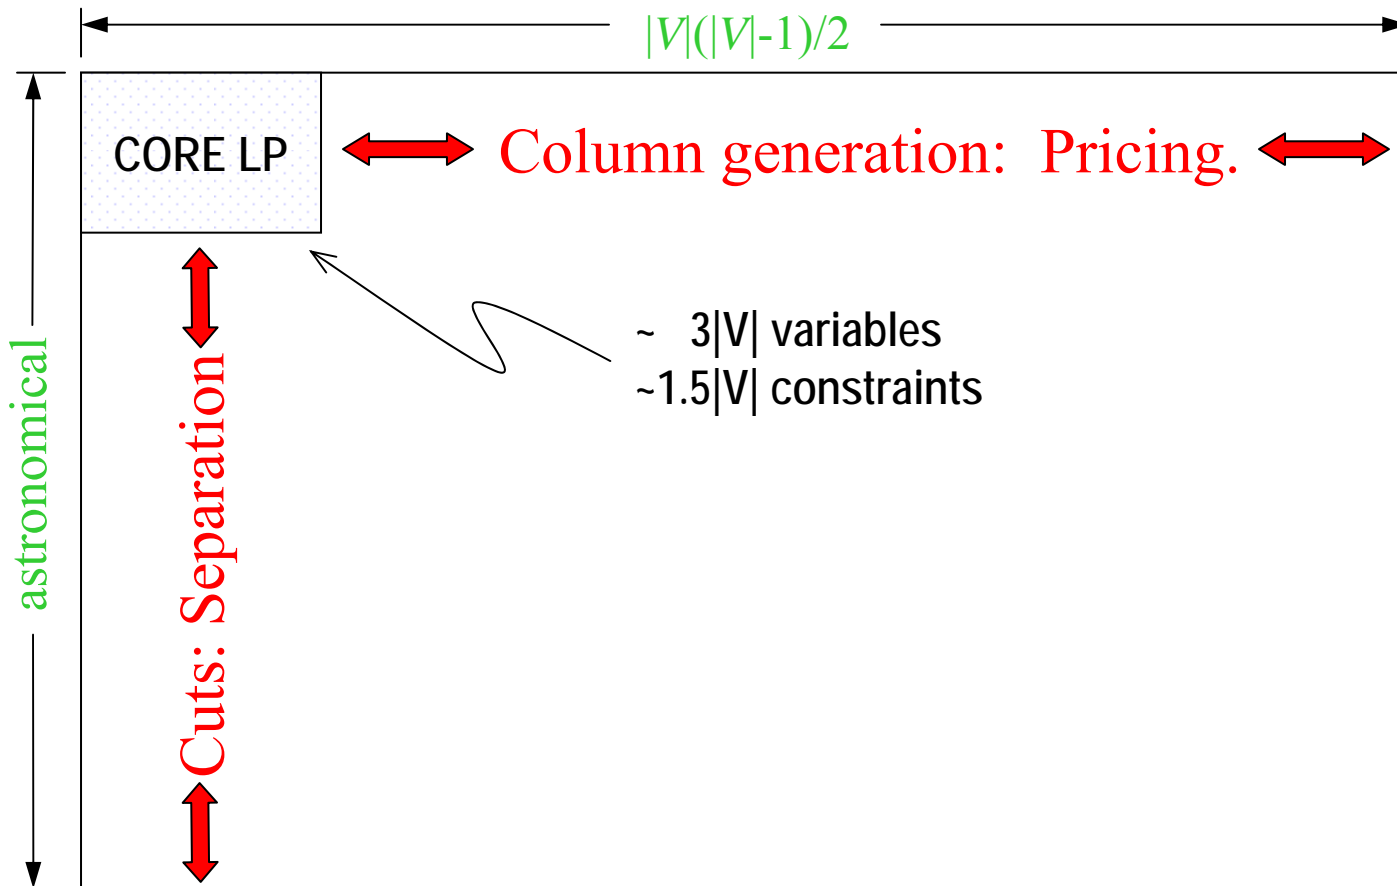 |V|(|V|-1)/2
CORE LP
Column generation: Pricing.
~ 3|V| variables
~1.5|V| constraints
astronomical
Cuts: Separation